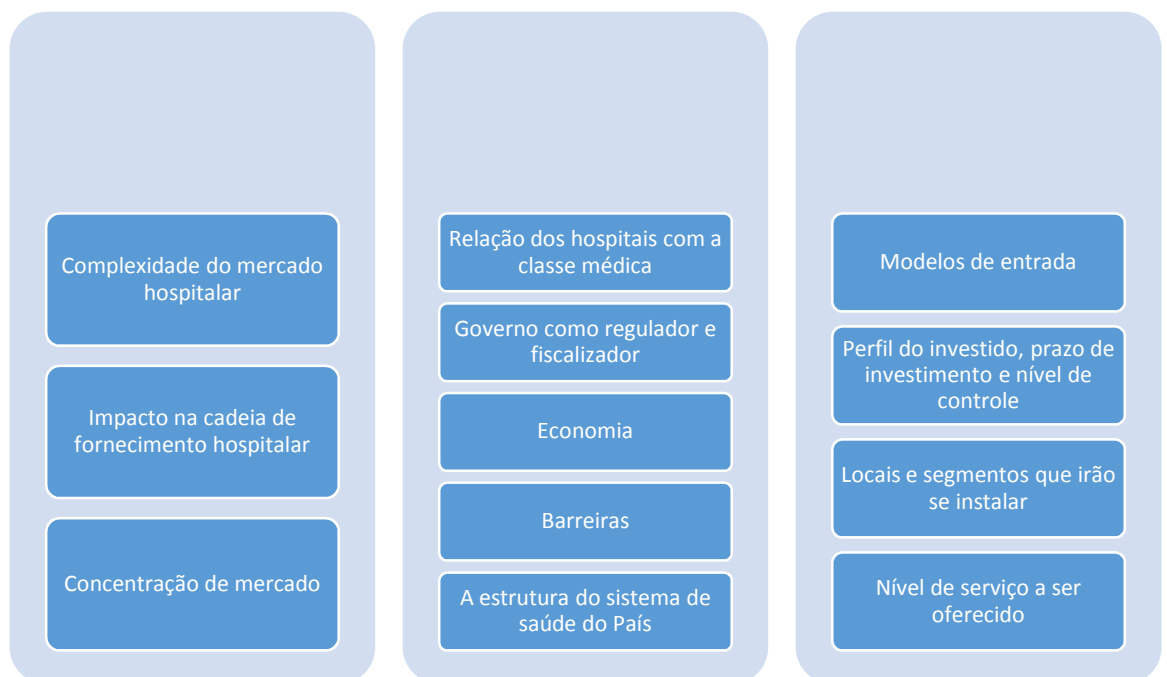 Complexidade do mercado
hospitalar
Impacto na cadeia de
fornecimento hospitalar
Concentração de mercado
Relação dos hospitais com a
classe médica
Governo como regulador e
fiscalizador
Economia
Barreiras
A estrutura do sistema de
saúde do País
Modelos de entrada
Perfil do investido, prazo de
investimento e nível de
controle
Locais e segmentos que irão
se instalar
Nível de serviço a ser
oferecido